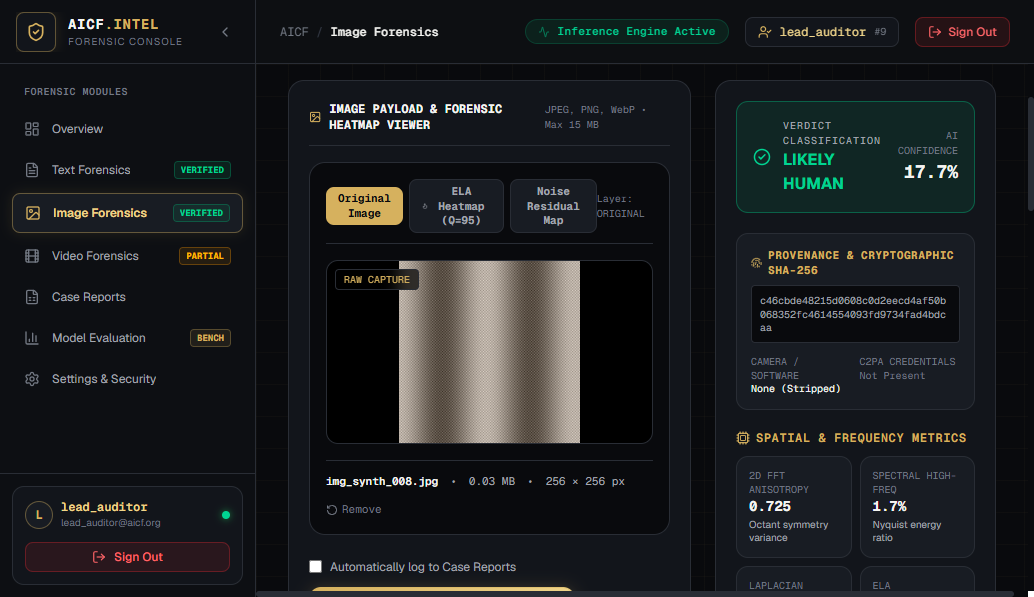 AICF.INTEL
FORENSIC CONSOLE
AICF / Image Forensics
Inference Engine Active
lead_auditor #9
Sign Out
FORENSIC MODULES
Overview
Text Forensics VERIFIED
Image Forensics VERIFIED
Video Forensics PARTIAL
Case Reports
Model Evaluation BENCH
Settings & Security
L
lead_auditor
lead_auditor@aicf.org
Sign Out
IMAGE PAYLOAD & FORENSIC
HEATMAP VIEWER
JPEG, PNG, WebP •
Max 15 MB
Original
Image
ELA
Heatmap
(Q=95)
Noise
Residual
Map
Layer:
ORIGINAL
RAW CAPTURE
img_synth_008.jpg • 0.03 MB • 256 × 256 px
Remove
Automatically log to Case Reports
VERDICT
CLASSIFICATION
LIKELY
HUMAN
AI
CONFIDENCE
17.7%
PROVENANCE & CRYPTOGRAPHIC
SHA-256
c46cbde48215d0608c0d2eecd4af50b
068352fc4614554093fd9734fad4bdc
aa
CAMERA /
SOFTWARE
None (Stripped)
C2PA CREDENTIALS
Not Present
SPATIAL & FREQUENCY METRICS
2D FFT
ANISOTROPY
0.725
Octant symmetry
variance
SPECTRAL HIGH-
FREQ
1.7%
Nyquist energy
ratio
LAPLACIAN
ELA